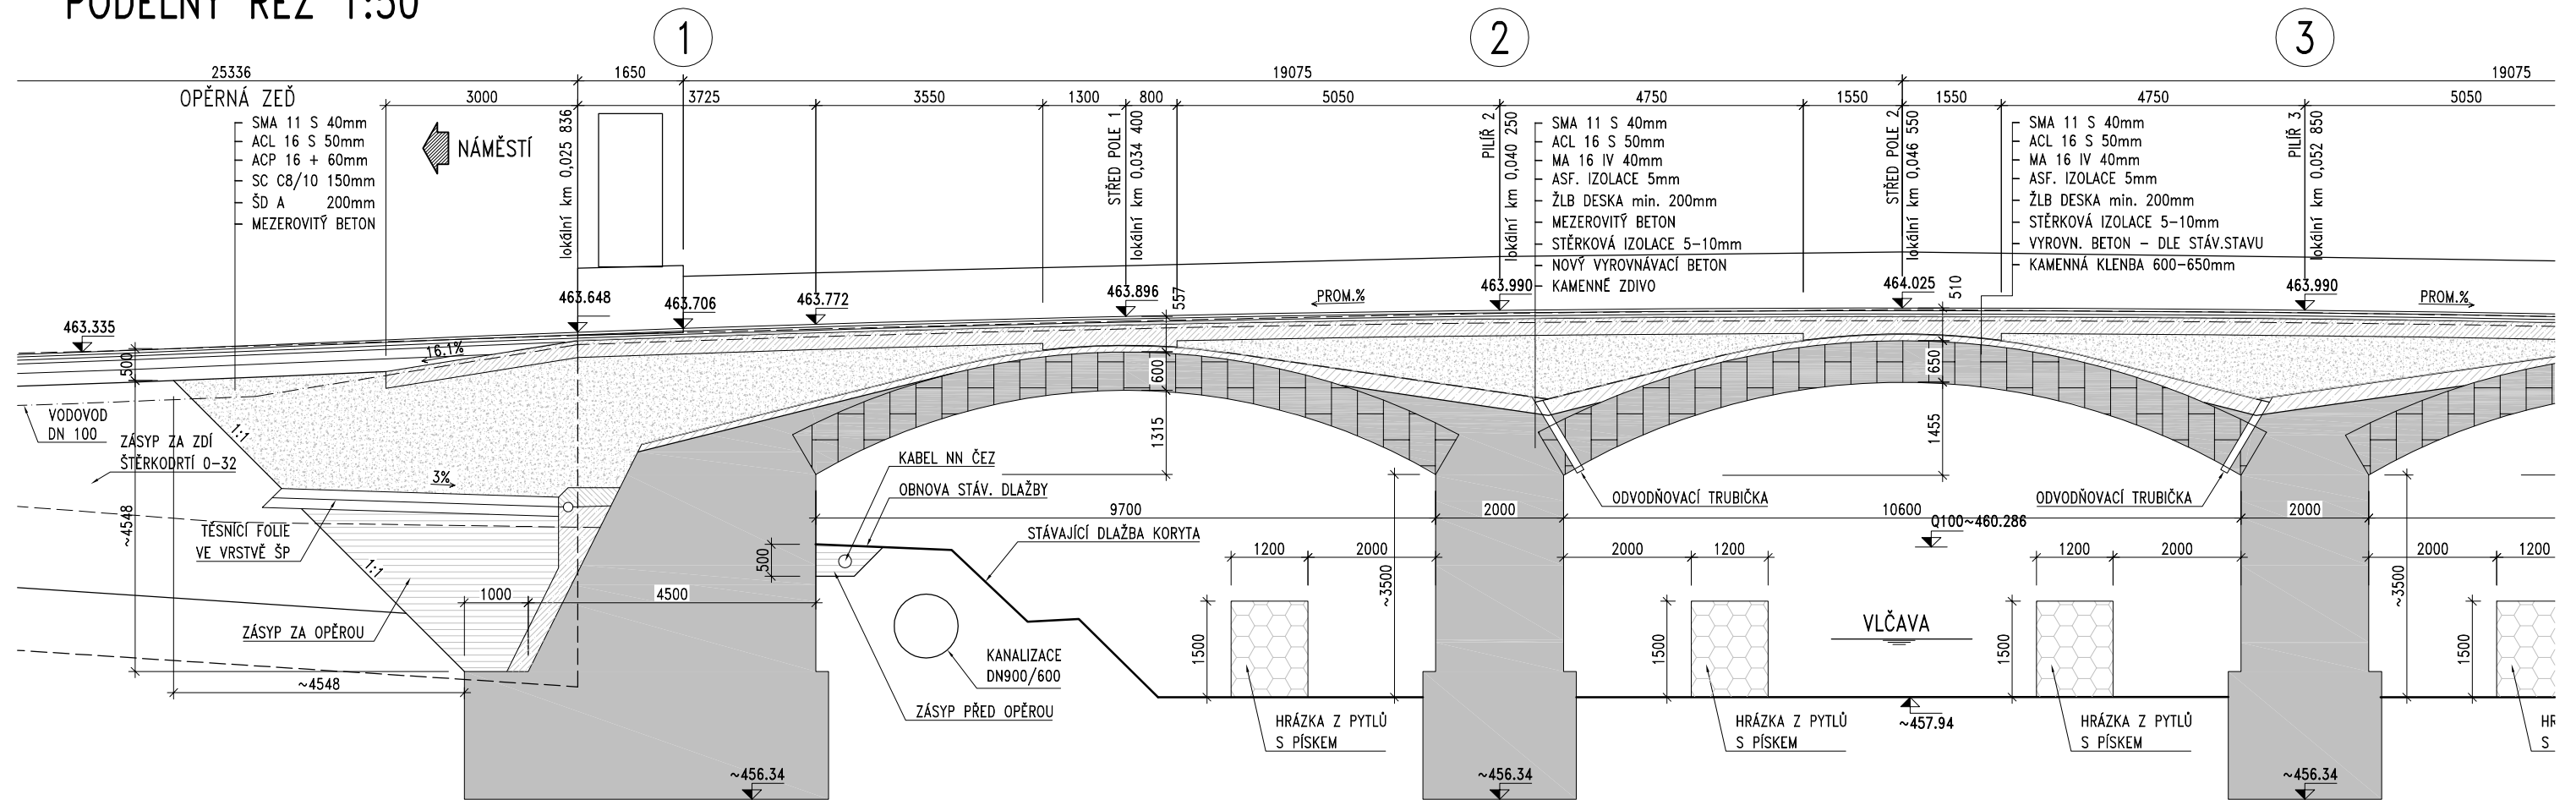 PODÉLNÝ ŘEZ 1:50
1
2
3
25336
1650
19075
19075
OPĚRNÁ ZEĎ
3000
3725
3550
1300
800
5050
4750
1550
1550
4750
5050
SMA 11 S 40mm
ACL 16 S 50mm
ACP 16 + 60mm
SC C8/10 150mm
ŠD A 200mm
MEZEROVITÝ BETON
NÁMĚSTÍ
lokální km 0,025 836
STŘED POLE 1
lokální km 0,034 400
PILÍŘ 2
lokální km 0,040 250
SMA 11 S 40mm
ACL 16 S 50mm
MA 16 IV 40mm
ASF. IZOLACE 5mm
ŽLB DESKA min. 200mm
MEZEROVITÝ BETON
STĚRKOVÁ IZOLACE 5-10mm
NOVÝ VYROVNÁVACÍ BETON
KAMENNÉ ZDIVO
STŘED POLE 2
lokální km 0,046 550
SMA 11 S 40mm
ACL 16 S 50mm
MA 16 IV 40mm
ASF. IZOLACE 5mm
ŽLB DESKA min. 200mm
STĚRKOVÁ IZOLACE 5-10mm
VYROVN. BETON - DLE STÁV.STAVU
KAMENNÁ KLENBA 600-650mm
PILÍŘ 3
lokální km 0,052 850
463.335
463.648
463.706
463.772
463.896
557
PROM.%
463.990
464.025
510
463.990
PROM.%
500
16.1%
600
650
VODOVOD
DN 100
1:1
ZÁSYP ZA ZDÍ
ŠTĚRKODRTÍ 0-32
3%
1315
1455
KABEL NN ČEZ
OBNOVA STÁV. DLAŽBY
ODVODŇOVACÍ TRUBIČKA
ODVODŇOVACÍ TRUBIČKA
~4548
TĚSNÍCÍ FOLIE
VE VRSTVĚ ŠP
9700
2000
10600
2000
STÁVAJÍCÍ DLAŽBA KORYTA
Q100~460.286
1:1
500
1200
2000
2000
1200
1200
2000
2000
1200
1000
4500
~3500
~3500
ZÁSYP ZA OPĚROU
1500
1500
VLČAVA
1500
1500
KANALIZACE
DN900/600
~4548
ZÁSYP PŘED OPĚROU
HRÁZKA Z PYTLŮ
S PÍSKEM
HRÁZKA Z PYTLŮ
S PÍSKEM
~457.94
HRÁZKA Z PYTLŮ
S PÍSKEM
HR
S
~456.34
~456.34
~456.34